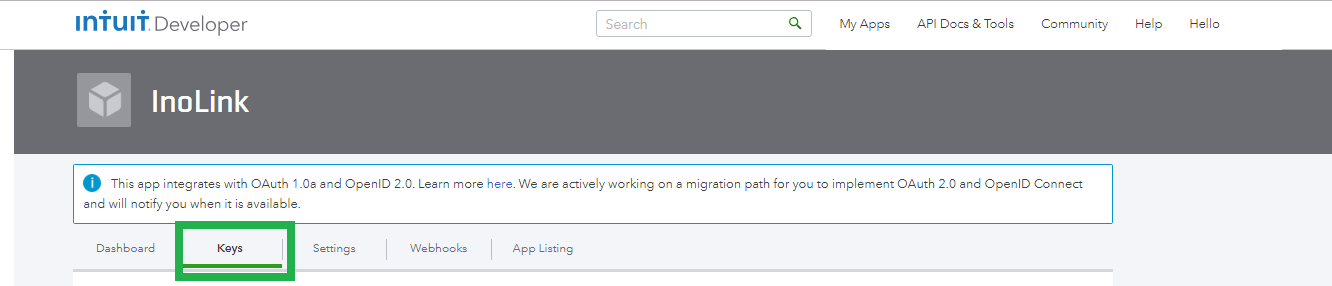 intuit Developer
Search
My Apps
API Docs & Tools
Community
Help
Hello
InoLink
This app integrates with OAuth 1.0a and OpenID 2.0. Learn more here. We are actively working on a migration path for you to implement OAuth 2.0 and OpenID Connect
and will notify you when it is available.
Dashboard
Keys
Settings
Webhooks
App Listing